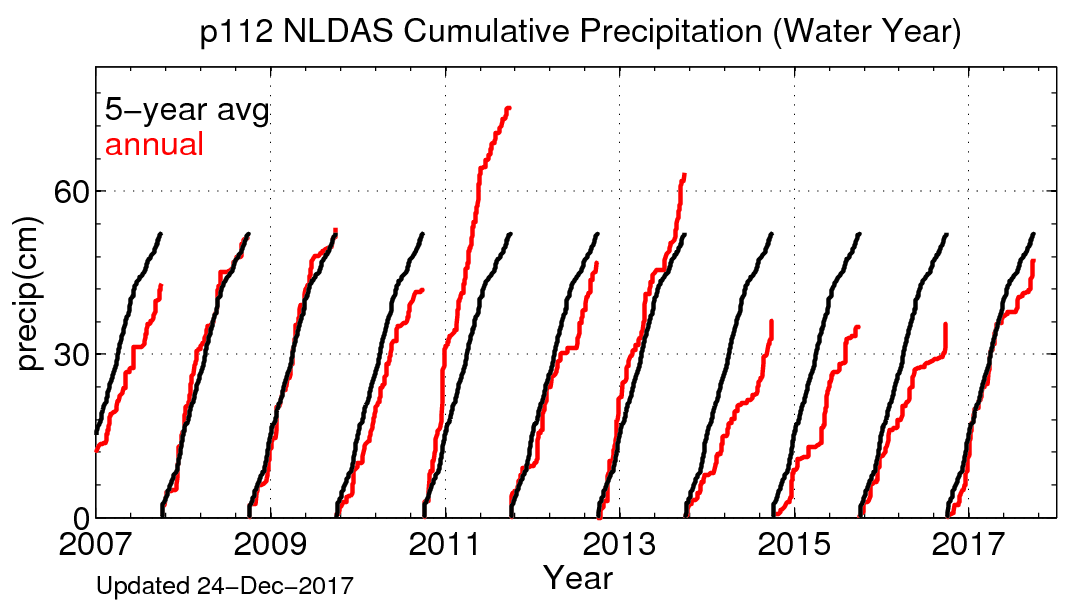 p112 NLDAS Cumulative Precipitation (Water Year)
5−year avg
annual
60
30
0
precip(cm)
2007 2009 2011 2013 2015 2017
Year
Updated 24−Dec−2017